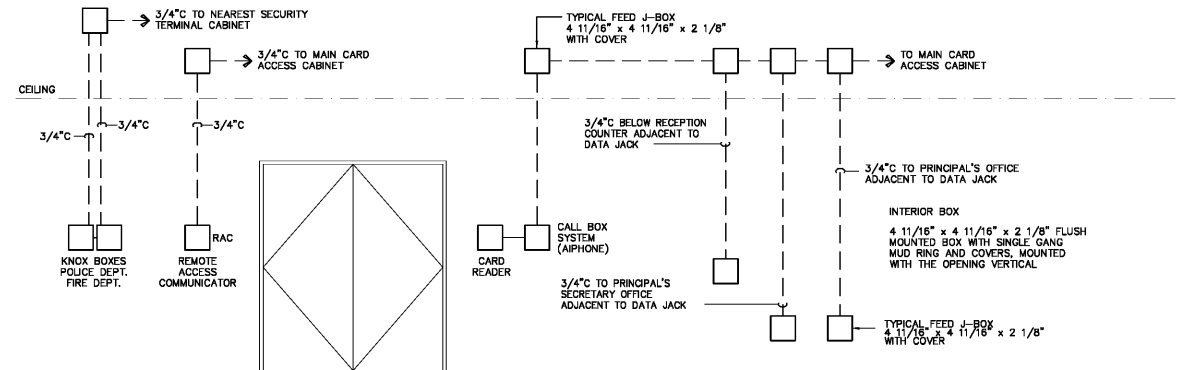 3/4"C TO NEAREST SECURITY
TERMINAL CABINET
3/4"C TO MAIN CARD
ACCESS CABINET
TYPICAL FEED J-BOX
4 11/16" x 4 11/16" x 2 1/8"
WITH COVER
TO MAIN CARD
ACCESS CABINET
CEILING
3/4"C
3/4"C
3/4"C
3/4"C BELOW RECEPTION
COUNTER ADJACENT TO
DATA JACK
3/4"C TO PRINCIPAL'S OFFICE
ADJACENT TO DATA JACK
INTERIOR BOX
4 11/16" x 4 11/16" x 2 1/8" FLUSH
MOUNTED BOX WITH SINGLE GANG
MUD RING AND COVERS, MOUNTED
WITH THE OPENING VERTICAL
KNOX BOXES
POLICE DEPT.
FIRE DEPT.
RAC
REMOTE
ACCESS
COMMUNICATOR
CARD
READER
CALL BOX
SYSTEM
(AIPHONE)
3/4"C TO PRINCIPAL'S
SECRETARY OFFICE
ADJACENT TO DATA JACK
TYPICAL FEED J-BOX
4 11/16" x 4 11/16" x 2 1/8"
WITH COVER